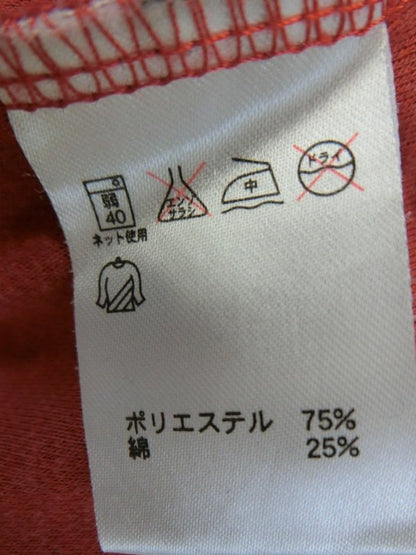 弱
40
ネット使用
エンソ
サラシ
中
ドライ
ポリエステル 75%
綿 25%